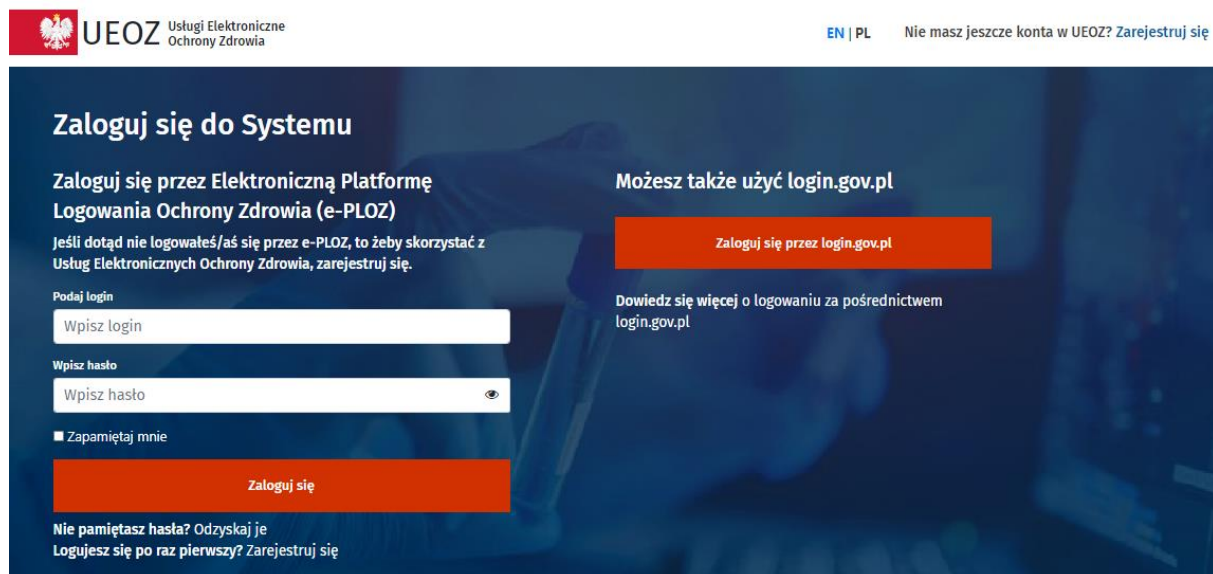 UEOZ Usługi Elektroniczne
Ochrony Zdrowia
EN | PL Nie masz jeszcze konta w UEOZ? Zarejestruj się
Zaloguj się do Systemu
Zaloguj się przez Elektroniczną Platformę
Logowania Ochrony Zdrowia (e-PLOZ)
Jeśli dotąd nie logowałeś/aś się przez e-PLOZ, to żeby skorzystać z
Usług Elektronicznych Ochrony Zdrowia, zarejestruj się.
Podaj login
Wpisz login
Wpisz hasło
Wpisz hasło
Zapamiętaj mnie
Zaloguj się
Nie pamiętasz hasła? Odzyskaj je
Logujesz się po raz pierwszy? Zarejestruj się
Możesz także użyć login.gov.pl
Zaloguj się przez login.gov.pl
Dowiedz się więcej o logowaniu za pośrednictwem
login.gov.pl